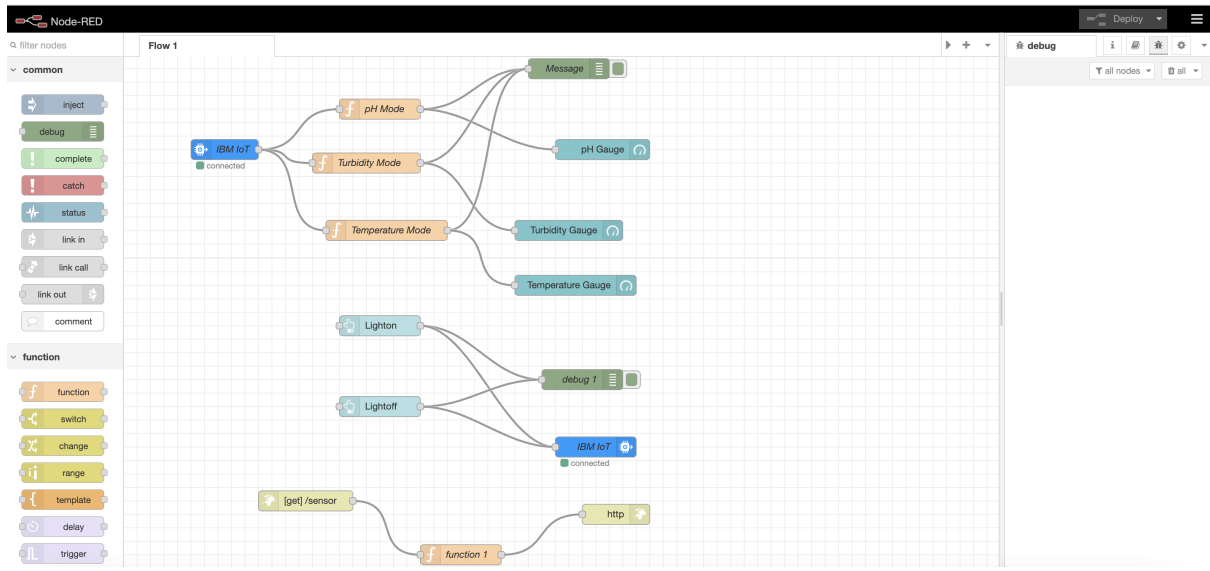 Node-RED
Deploy
filter nodes
Flow 1
debug
i
all nodes
all
common
inject
debug
complete
catch
status
link in
link call
link out
comment
function
function
switch
change
range
template
delay
trigger
Message
pH Mode
IBM IoT
connected
pH Gauge
Turbidity Mode
Temperature Mode
Turbidity Gauge
Temperature Gauge
Lighton
debug 1
Lightoff
IBM IoT
connected
[get] /sensor
http
function 1